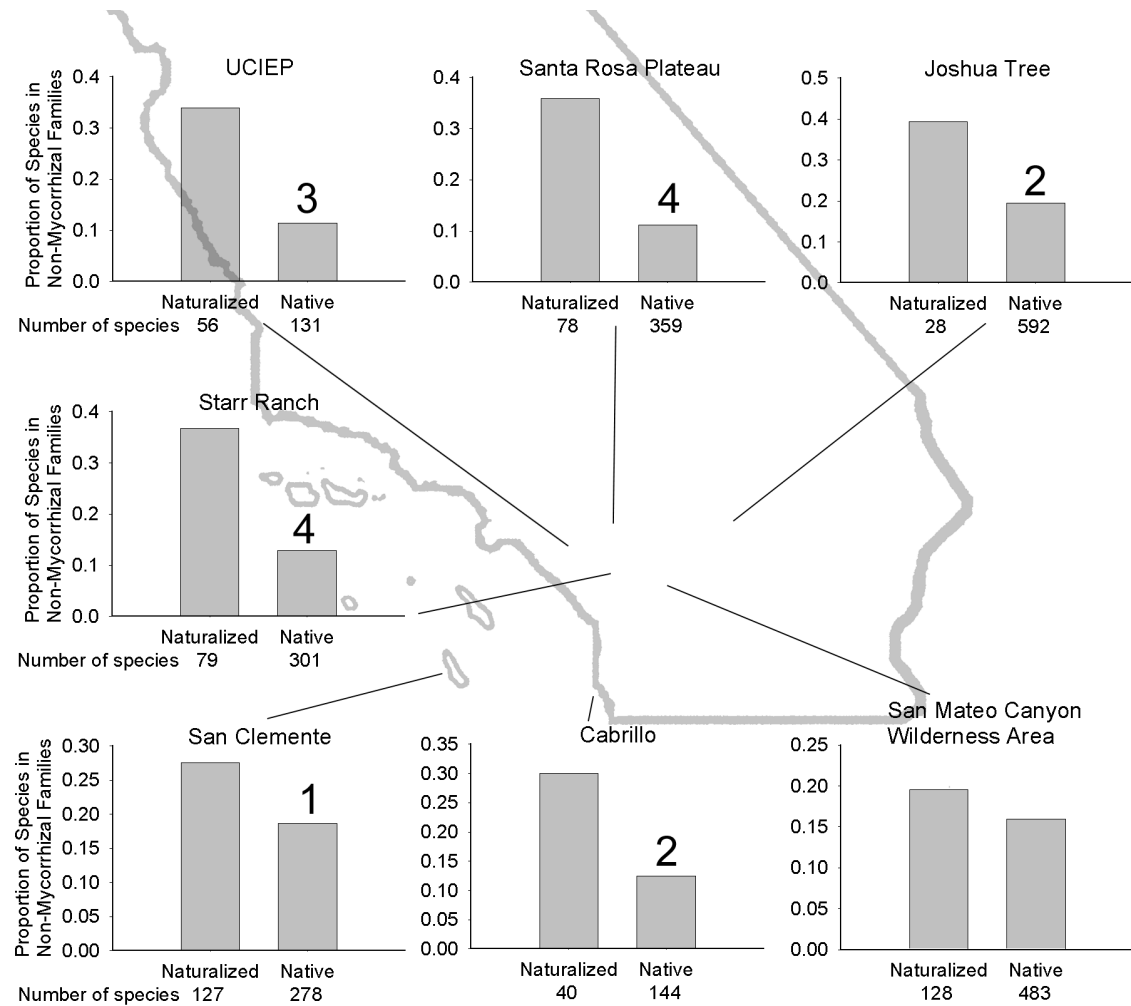 UCIEP
Proportion of Species in
Non-Mycorrhizal Families
0.4
0.3
0.2
0.1
0.0
3
Naturalized Native
Number of species 56 131
Santa Rosa Plateau
0.4
0.3
0.2
0.1
0.0
4
Naturalized Native
78 359
Joshua Tree
0.5
0.4
0.3
0.2
0.1
0.0
2
Naturalized Native
28 592
Starr Ranch
Proportion of Species in
Non-Mycorrhizal Families
0.4
0.3
0.2
0.1
0.0
4
Naturalized Native
Number of species 79 301
San Clemente
Proportion of Species in
Non-Mycorrhizal Families
0.30
0.25
0.20
0.15
0.10
0.05
0.00
1
Naturalized Native
Number of species 127 278
Cabrillo
0.35
0.30
0.25
0.20
0.15
0.10
0.05
0.00
2
Naturalized Native
40 144
San Mateo Canyon
Wilderness Area
0.25
0.20
0.15
0.10
0.05
0.00
Naturalized Native
128 483